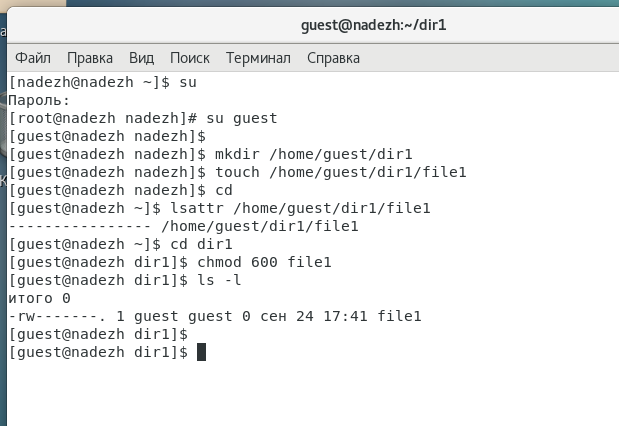 guest@nadezh:~/dir1
Файл Правка Вид Поиск Терминал Справка
[nadezh@nadezh ~]$ su
Пароль:
[root@nadezh nadezh]# su guest
[guest@nadezh nadezh]$
[guest@nadezh nadezh]$ mkdir /home/guest/dir1
[guest@nadezh nadezh]$ touch /home/guest/dir1/file1
[guest@nadezh nadezh]$ cd
[guest@nadezh ~]$ lsattr /home/guest/dir1/file1
---------------- /home/guest/dir1/file1
[guest@nadezh ~]$ cd dir1
[guest@nadezh dir1]$ chmod 600 file1
[guest@nadezh dir1]$ ls -l
итого 0
-rw-------. 1 guest guest 0 сен 24 17:41 file1
[guest@nadezh dir1]$
[guest@nadezh dir1]$